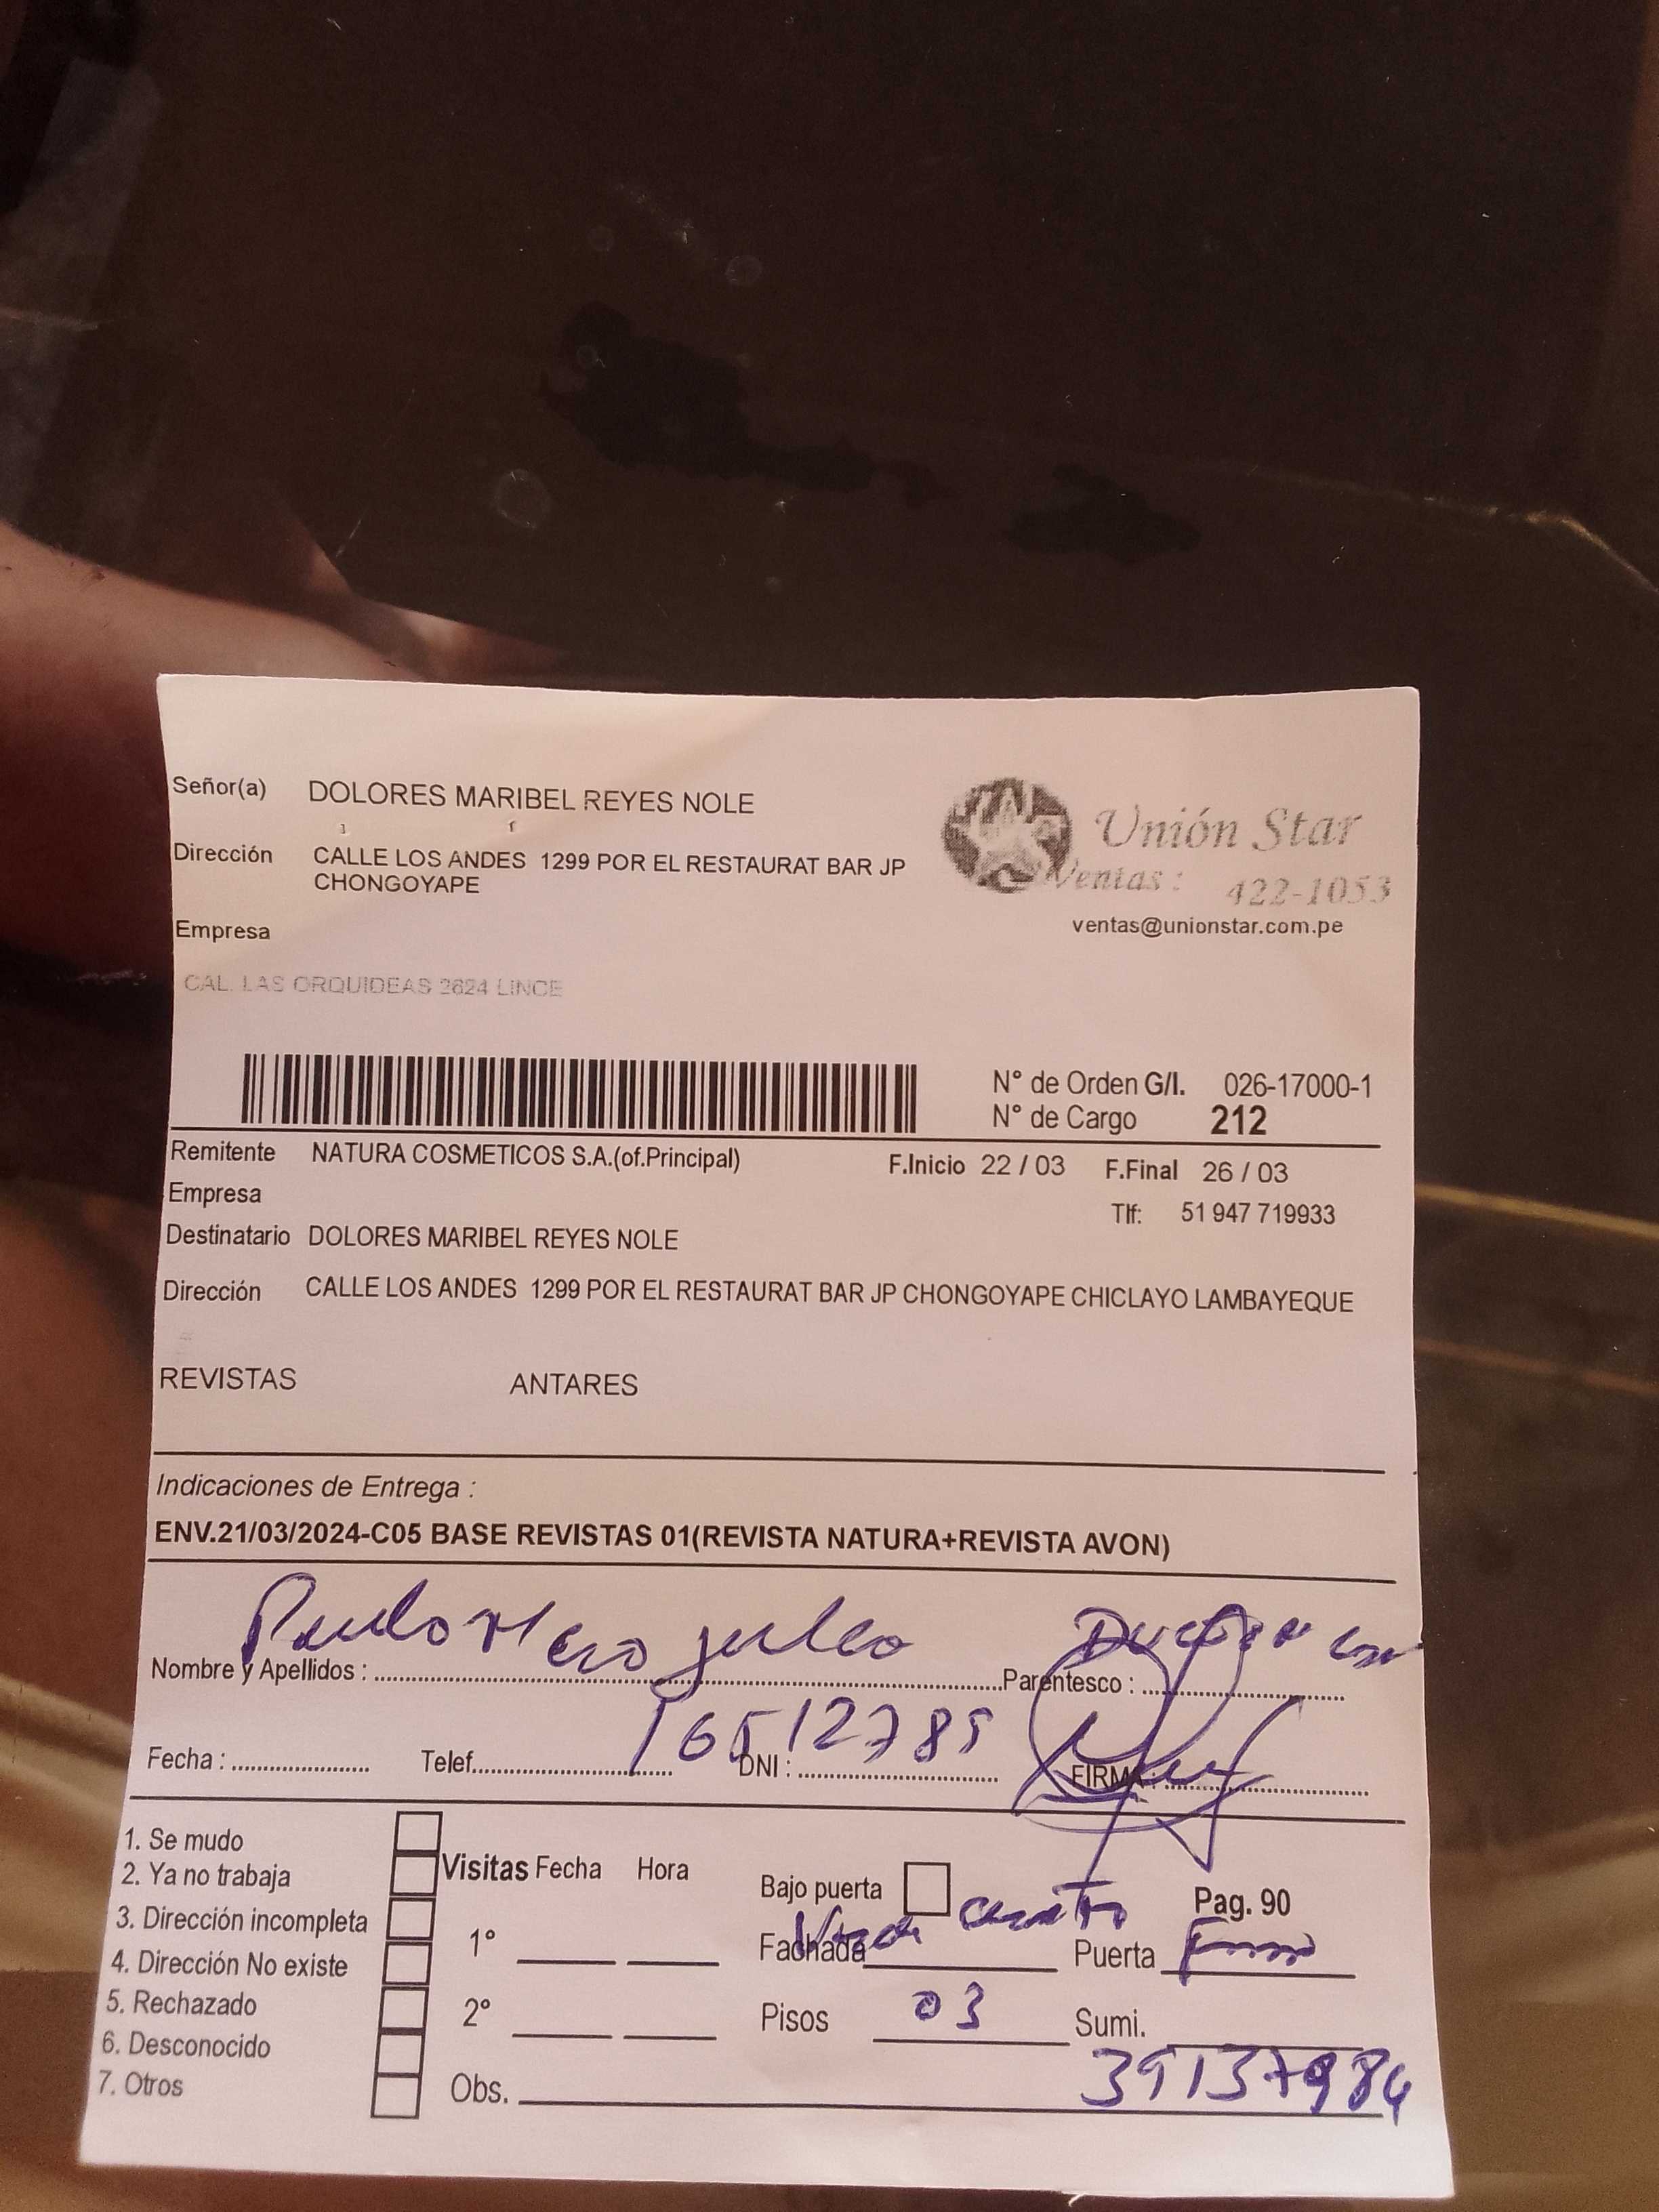 Señor(a) DOLORES MARIBEL REYES NOLE
Dirección CALLE LOS ANDES 1299 POR EL RESTAURAT BAR JP
CHONGOYAPE
Unión Star
Ventas : 422-1053
ventas@unionstar.com.pe
Empresa
CAL. LAS ORQUIDEAS 2624 LINCE
N° de Orden G/I. 026-17000-1
N° de Cargo 212
Remitente NATURA COSMETICOS S.A.(of.Principal) F.Inicio 22 / 03 F.Final 26 / 03
Empresa Tlf: 51 947 719933
Destinatario DOLORES MARIBEL REYES NOLE
Dirección CALLE LOS ANDES 1299 POR EL RESTAURAT BAR JP CHONGOYAPE CHICLAYO LAMBAYEQUE
REVISTAS ANTARES
Indicaciones de Entrega :
ENV.21/03/2024-C05 BASE REVISTAS 01(REVISTA NATURA+REVISTA AVON)
Nombre y Apellidos : Parentesco :
Fecha : Telef. DNI : FIRMA :
1. Se mudo
2. Ya no trabaja
3. Dirección incompleta
4. Dirección No existe
5. Rechazado
6. Desconocido
7. Otros
Visitas Fecha Hora
1°
2°
Obs.
Bajo puerta Pag. 90
Fachada Puerta
Pisos 03 Sumi.